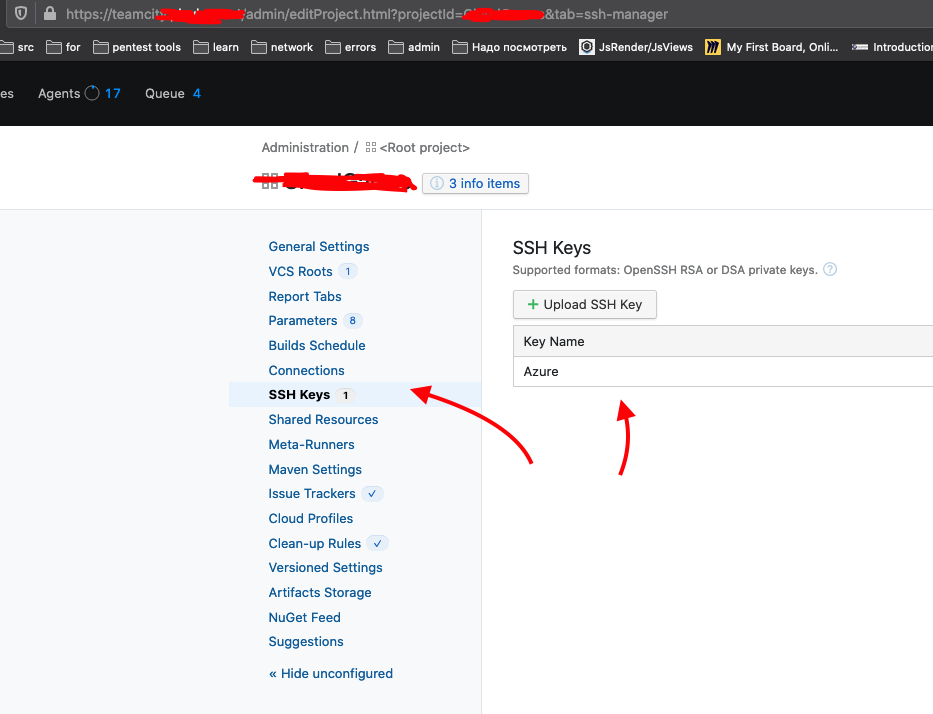 https://teamcity /admin/editProject.html?projectId= &tab=ssh-manager
src for pentest tools learn network errors admin Надо посмотреть JsRender/JsViews My First Board, Onli... Introduction
es Agents 17 Queue 4
Administration / <Root project>
3 info items
General Settings
VCS Roots 1
Report Tabs
Parameters 8
Builds Schedule
Connections
SSH Keys 1
Shared Resources
Meta-Runners
Maven Settings
Issue Trackers ✓
Cloud Profiles
Clean-up Rules ✓
Versioned Settings
Artifacts Storage
NuGet Feed
Suggestions
« Hide unconfigured
SSH Keys
Supported formats: OpenSSH RSA or DSA private keys. ?
+ Upload SSH Key
Key Name
Azure